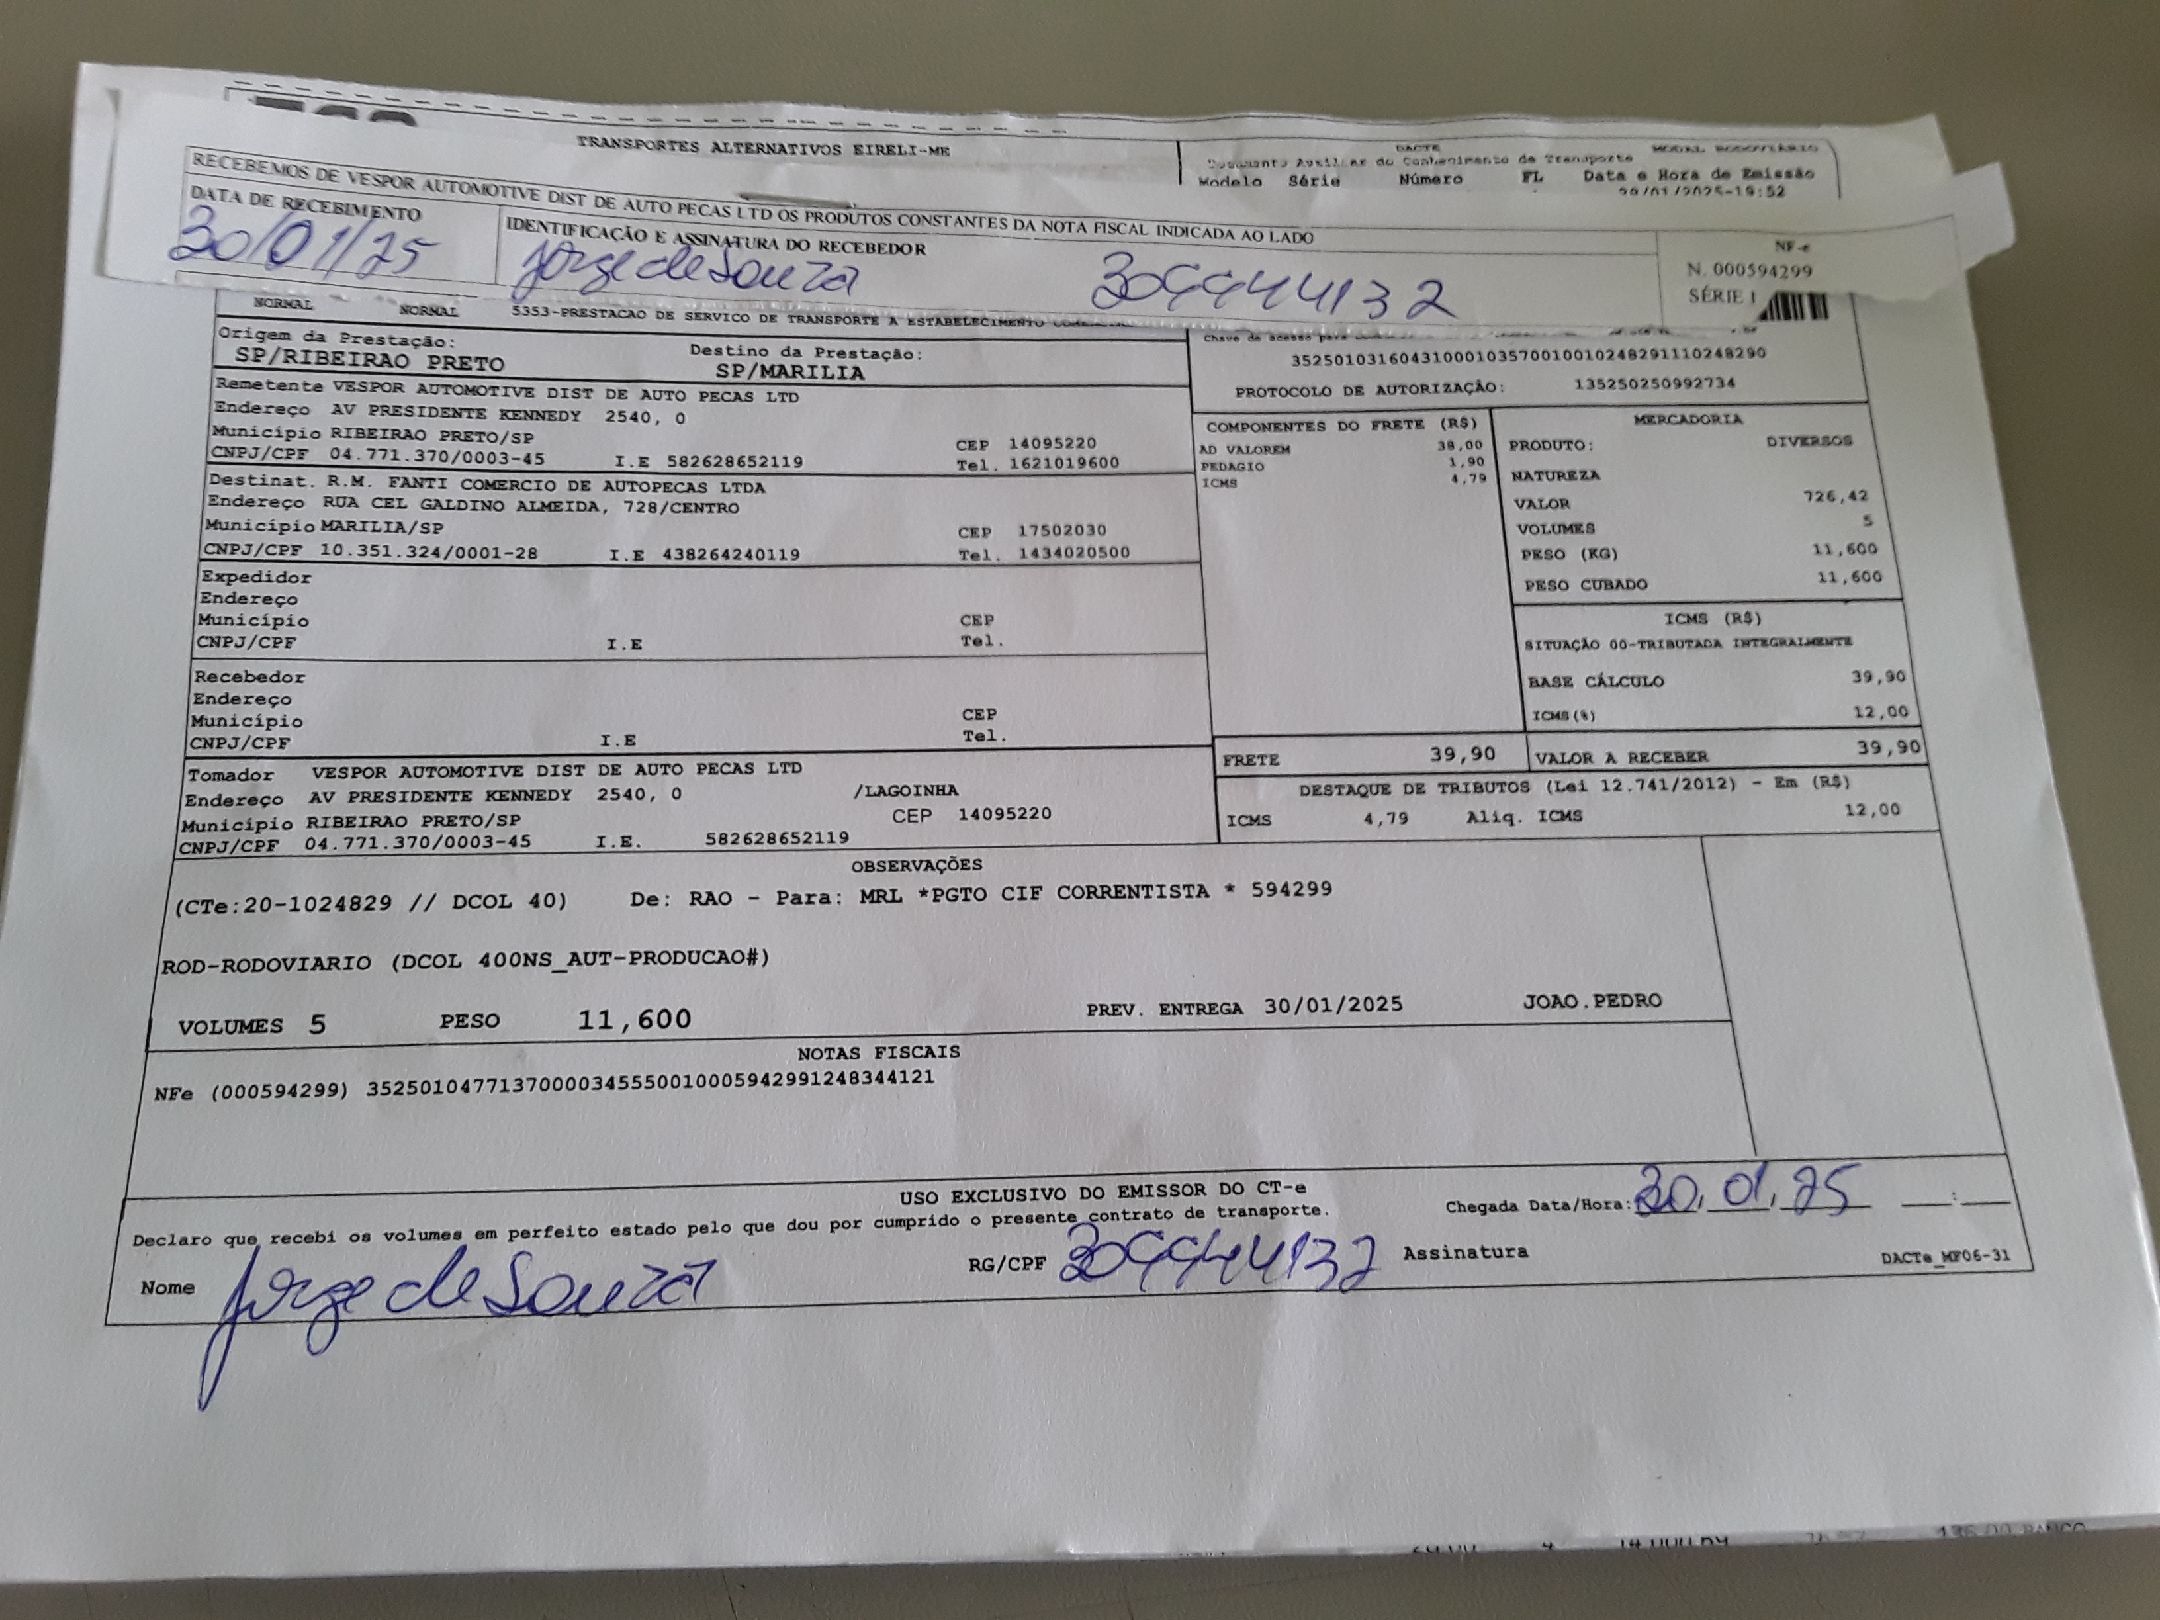 TRANSPORTES ALTERNATIVOS EIRELI-ME
DACTE
MODAL RODOVIÁRIO
Documento Auxiliar do Conhecimento de Transporte
Modelo Série Número FL Data e Hora de Emissão
RECEBEMOS DE VESPOR AUTOMOTIVE DIST DE AUTO PECAS LTD OS PRODUTOS CONSTANTES DA NOTA FISCAL INDICADA AO LADO
DATA DE RECEBIMENTO
30/01/25
IDENTIFICAÇÃO E ASSINATURA DO RECEBEDOR
Jorge de Souza
NF-e
N. 000594299
SÉRIE 1
NORMAL NORMAL 5353-PRESTACAO DE SERVICO DE TRANSPORTE A ESTABELECIMENTO
Origem da Prestação:
SP/RIBEIRAO PRETO
Destino da Prestação:
SP/MARILIA
Chave de acesso para
35250103160431000103570010010248291110248290
PROTOCOLO DE AUTORIZAÇÃO: 135250250992734
Remetente VESPOR AUTOMOTIVE DIST DE AUTO PECAS LTD
Endereço AV PRESIDENTE KENNEDY 2540, 0
Município RIBEIRAO PRETO/SP CEP 14095220
CNPJ/CPF 04.771.370/0003-45 I.E 582628652119 Tel. 1621019600
Destinat. R.M. FANTI COMERCIO DE AUTOPECAS LTDA
Endereço RUA CEL GALDINO ALMEIDA, 728/CENTRO
Município MARILIA/SP CEP 17502030
CNPJ/CPF 10.351.324/0001-28 I.E 438264240119 Tel. 1434020500
Expedidor
Endereço
Município CEP
CNPJ/CPF I.E Tel.
Recebedor
Endereço
Município CEP
CNPJ/CPF I.E Tel.
Tomador VESPOR AUTOMOTIVE DIST DE AUTO PECAS LTD
Endereço AV PRESIDENTE KENNEDY 2540, 0 /LAGOINHA
Município RIBEIRAO PRETO/SP CEP 14095220
CNPJ/CPF 04.771.370/0003-45 I.E. 582628652119
COMPONENTES DO FRETE (R$)
AD VALOREM 38,00
PEDAGIO 1,90
ICMS 4,79
MERCADORIA
PRODUTO: DIVERSOS
NATUREZA
VALOR 726,42
VOLUMES 5
PESO (KG) 11,600
PESO CUBADO 11,600
ICMS (R$)
SITUAÇÃO 00-TRIBUTADA INTEGRALMENTE
BASE CÁLCULO 39,90
ICMS(%) 12,00
FRETE 39,90
VALOR A RECEBER 39,90
DESTAQUE DE TRIBUTOS (Lei 12.741/2012) - Em (R$)
ICMS 4,79 Aliq. ICMS 12,00
OBSERVAÇÕES
(CTe:20-1024829 // DCOL 40) De: RAO - Para: MRL *PGTO CIF CORRENTISTA * 594299
ROD-RODOVIARIO (DCOL 400NS_AUT-PRODUCAO#)
VOLUMES 5 PESO 11,600 PREV. ENTREGA 30/01/2025 JOAO.PEDRO
NOTAS FISCAIS
NFe (000594299) 35250104771370000345550010005942991248344121
USO EXCLUSIVO DO EMISSOR DO CT-e
Declaro que recebi os volumes em perfeito estado pelo que dou por cumprido o presente contrato de transporte.
Chegada Data/Hora: 30.01.25 __:__
Nome Jorge de Souza RG/CPF Assinatura
DACTe_MF06-31